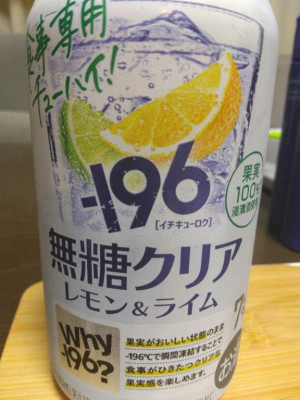 食事専用
チューハイ!
-196
[イチキューロク]
果実
100%
浸漬酒使用
無糖クリア
レモン&ライム
Why
-196?
果実がおいしい状態のまま
-196℃で瞬間凍結することで
食事がひきたつクリアな
果実感を楽しめます。
7%